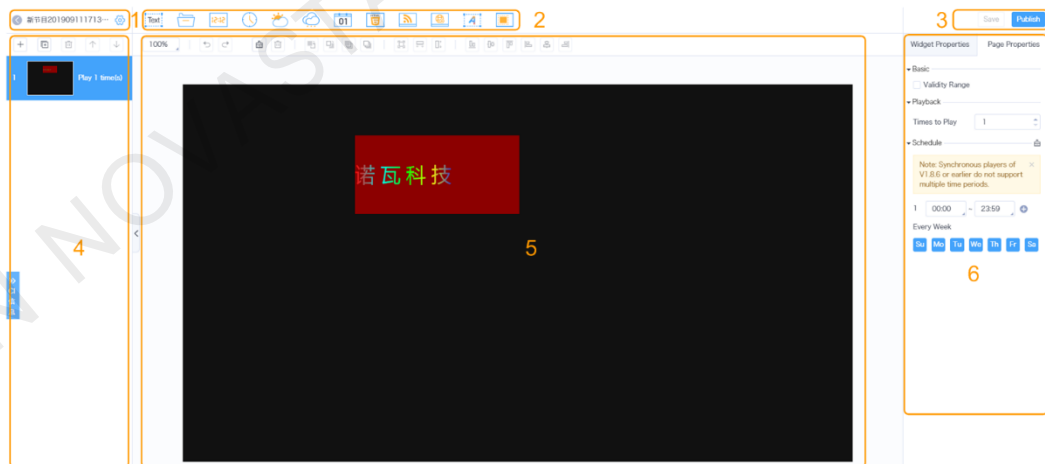 新节目201909111713... 1 Text 12:12 01 A 2 3 Save Publish
100%
Widget Properties Page Properties
1 Play 1 time(s)
Basic
Validity Range
Playback
Times to Play 1
Schedule
Note: Synchronous players of
V1.8.6 or earlier do not support
multiple time periods.
1 00:00 - 23:59
Every Week
Su Mo Tu We Th Fr Sa
诺瓦科技
4
5
6
NOVASTAR